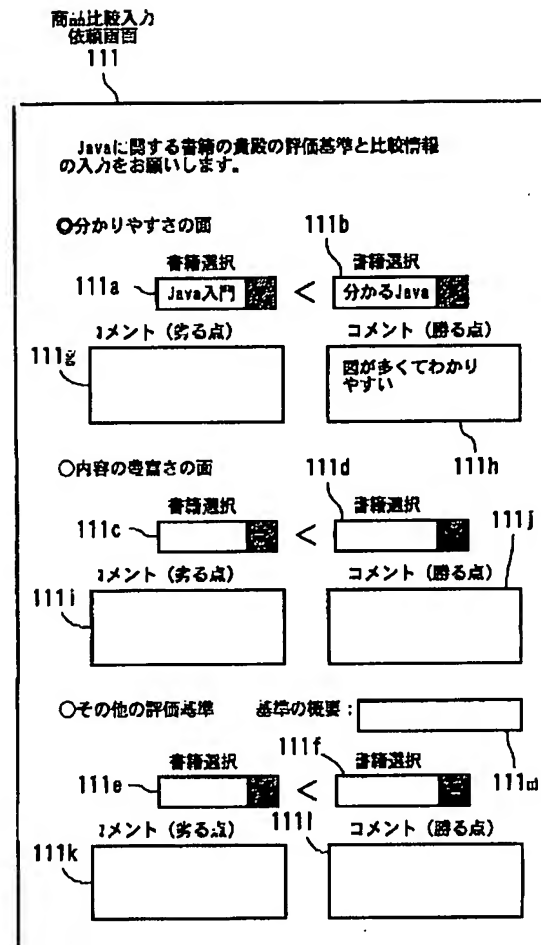 商品比較入力
依頼画面
111
Javaに関する書籍の貴殿の評価基準と比較情報
の入力をお願いします。
○分かりやすさの面
111b
書籍選択 書籍選択
111a Java入門 < 分かるJava
コメント（劣る点） コメント（勝る点）
111g
図が多くてわかり
やすい
111h
○内容の豊富さの面
111d
書籍選択 書籍選択
111j
111c <
コメント（劣る点） コメント（勝る点）
111i
○その他の評価基準 基準の概要：
111f
書籍選択 書籍選択
111e < 111m
コメント（劣る点） 111l コメント（勝る点）
111k